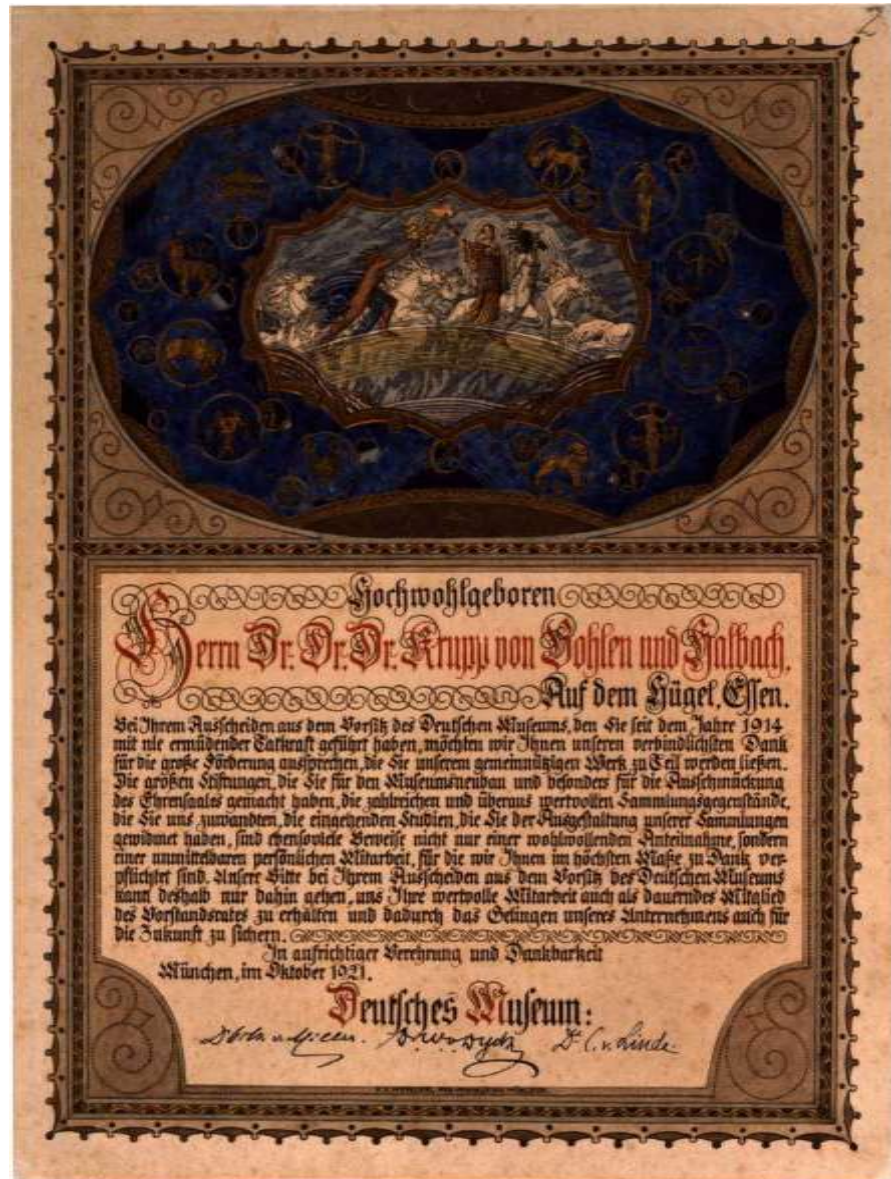 2
Hochwohlgeboren
Herrn Dr. Dr. Dr. Krupp von Bohlen und Halbach,
Auf dem Hügel, Essen.
Bei Ihrem Ausscheiden aus dem Vorsitz des Deutschen Museums, den Sie seit dem Jahre 1914
mit nie ermüdender Tatkraft geführt haben, möchten wir Ihnen unseren verbindlichsten Dank
für die große Förderung aussprechen, die Sie unserem gemeinnützigen Werk zu Teil werden ließen.
Die großen Stiftungen, die Sie für den Museumsneubau und besonders für die Ausschmückung
des Ehrensaales gemacht haben, die zahlreichen und überaus wertvollen Sammlungsgegenstände,
die Sie uns zuwandten, die eingehenden Studien, die Sie der Ausgestaltung unserer Sammlungen
gewidmet haben, sind ebensoviele Beweise nicht nur einer wohlwollenden Anteilnahme, sondern
einer unmittelbaren persönlichen Mitarbeit, für die wir Ihnen im höchsten Maße zu Dank ver-
pflichtet sind. Unsere Bitte bei Ihrem Ausscheiden aus dem Vorsitz des Deutschen Museums
kann deshalb nur dahin gehen, uns Ihre wertvolle Mitarbeit auch als dauerndes Mitglied
des Vorstandsrates zu erhalten und dadurch das Gelingen unseres Unternehmens auch für
die Zukunft zu sichern.
In aufrichtiger Verehrung und Dankbarkeit
München, im Oktober 1921.
Deutsches Museum:
v. Miller. Dr. W. v. Dyck Dr. C. v. Linde.